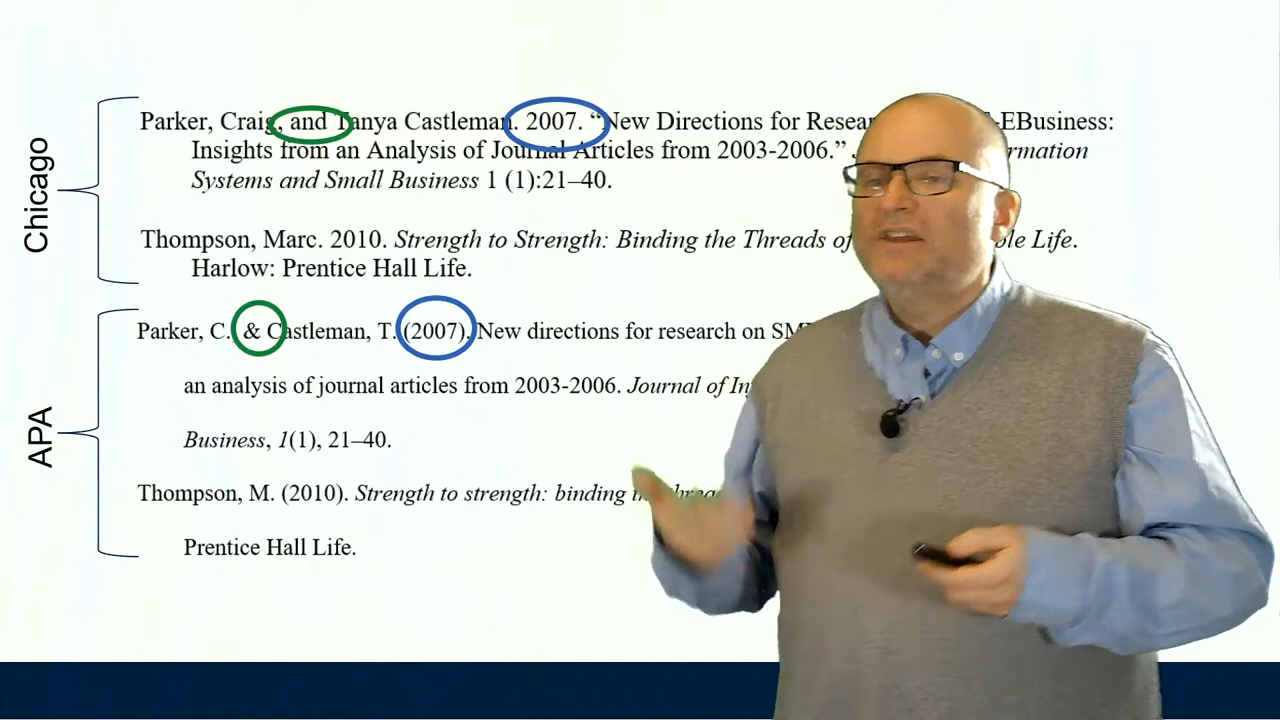 Chicago
Parker, Craig, and Tanya Castleman. 2007. “New Directions for EBusiness:
Insights from an Analysis of Journal Articles from 2003-2006.”
Systems and Small Business 1 (1):21–40.
Thompson, Marc. 2010. Strength to Strength: Binding the Threads of Life.
Harlow: Prentice Hall Life.
APA
Parker, C., & Castleman, T. (2007). New directions for research on
an analysis of journal articles from 2003-2006. Journal of
Business, 1(1), 21–40.
Thompson, M. (2010). Strength to strength: binding
Prentice Hall Life.